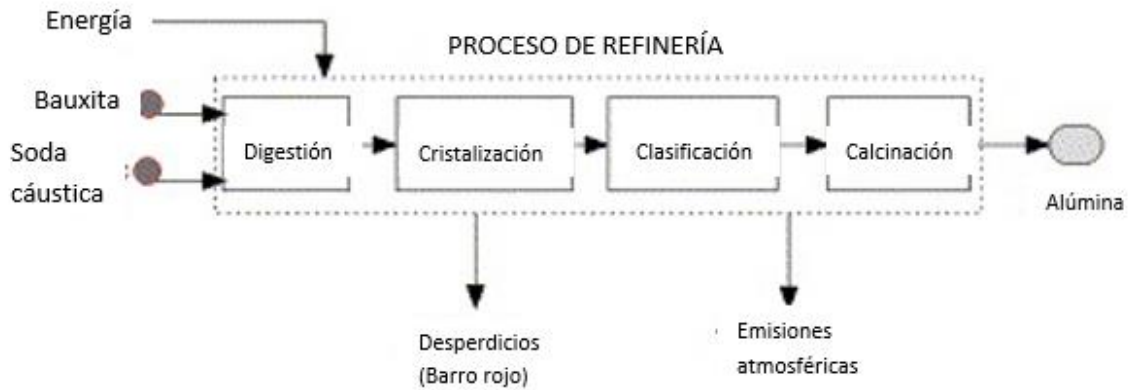 Energía
PROCESO DE REFINERÍA
Bauxita
Soda
cáustica
Digestión
Cristalización
Clasificación
Calcinación
Alúmina
Desperdicios
(Barro rojo)
Emisiones
atmosféricas